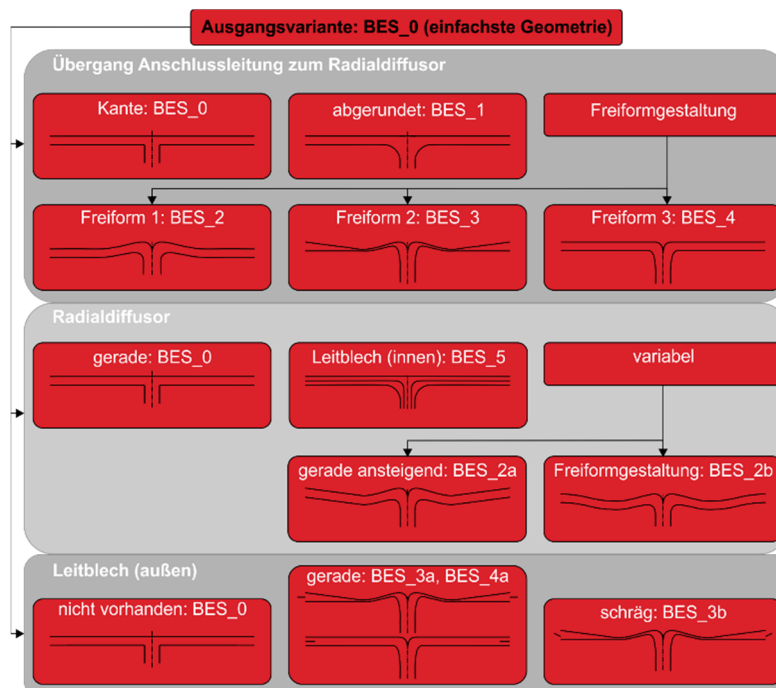 Ausgangsvariante: BES_0 (einfachste Geometrie)
Übergang Anschlussleitung zum Radialdiffusor
Kante: BES_0
abgerundet: BES_1
Freiformgestaltung
Freiform 1: BES_2
Freiform 2: BES_3
Freiform 3: BES_4
Radialdiffusor
gerade: BES_0
Leitblech (innen): BES_5
variabel
gerade ansteigend: BES_2a
Freiformgestaltung: BES_2b
Leitblech (außen)
nicht vorhanden: BES_0
gerade: BES_3a, BES_4a
schräg: BES_3b